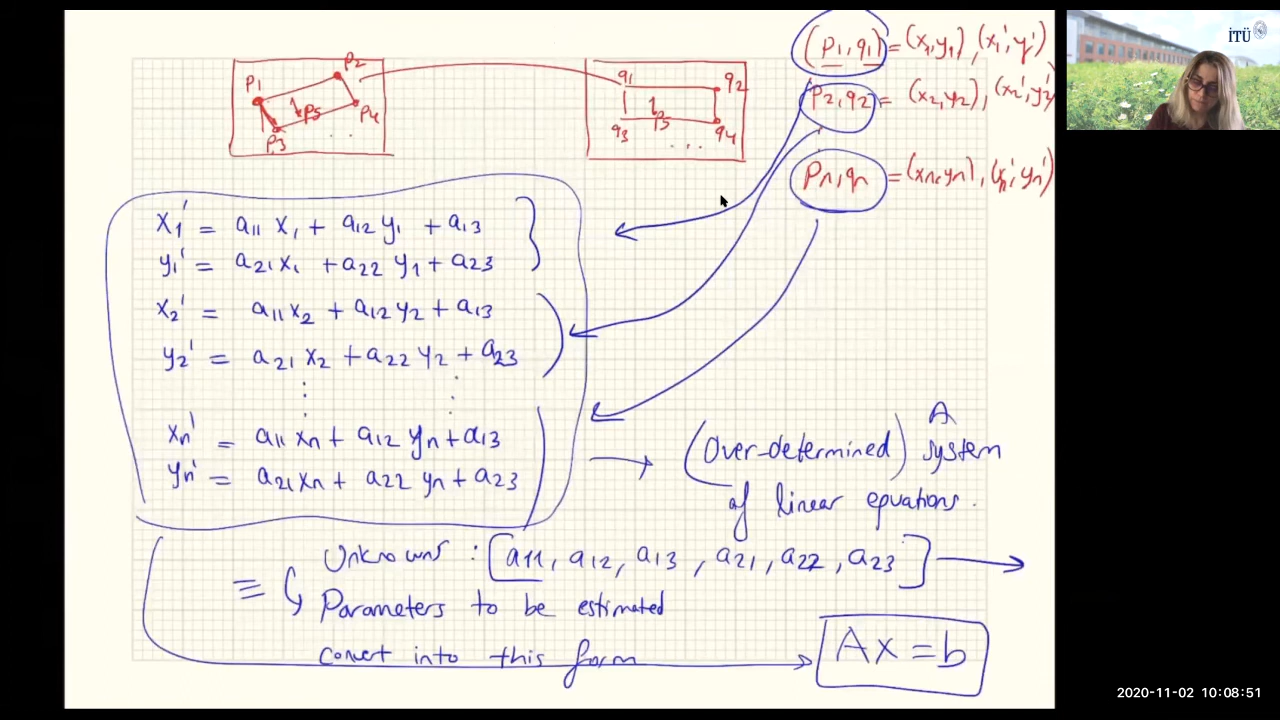 (p1, q1) = (x1, y1), (x1', y')
p2, q2 = (x2, y2), (x2', y2')
pn, qn = (xn, yn), (xn', yn')
p1 p2 p3 p4 p5 . .
q1 q2 q3 q4 p5 . . .
x1' = a11 x1 + a12 y1 + a13
y1' = a21 x1 + a22 y1 + a23
x2' = a11 x2 + a12 y2 + a13
y2' = a21 x2 + a22 y2 + a23
xn' = a11 xn + a12 yn + a13
yn' = a21 xn + a22 yn + a23
(Over-determined) A system
of linear equations.
Unknowns : [a11, a12, a13, a21, a22, a23]
≡ Parameters to be estimated
convert into this form
Ax = b
İTÜ
2020-11-02 10:08:51